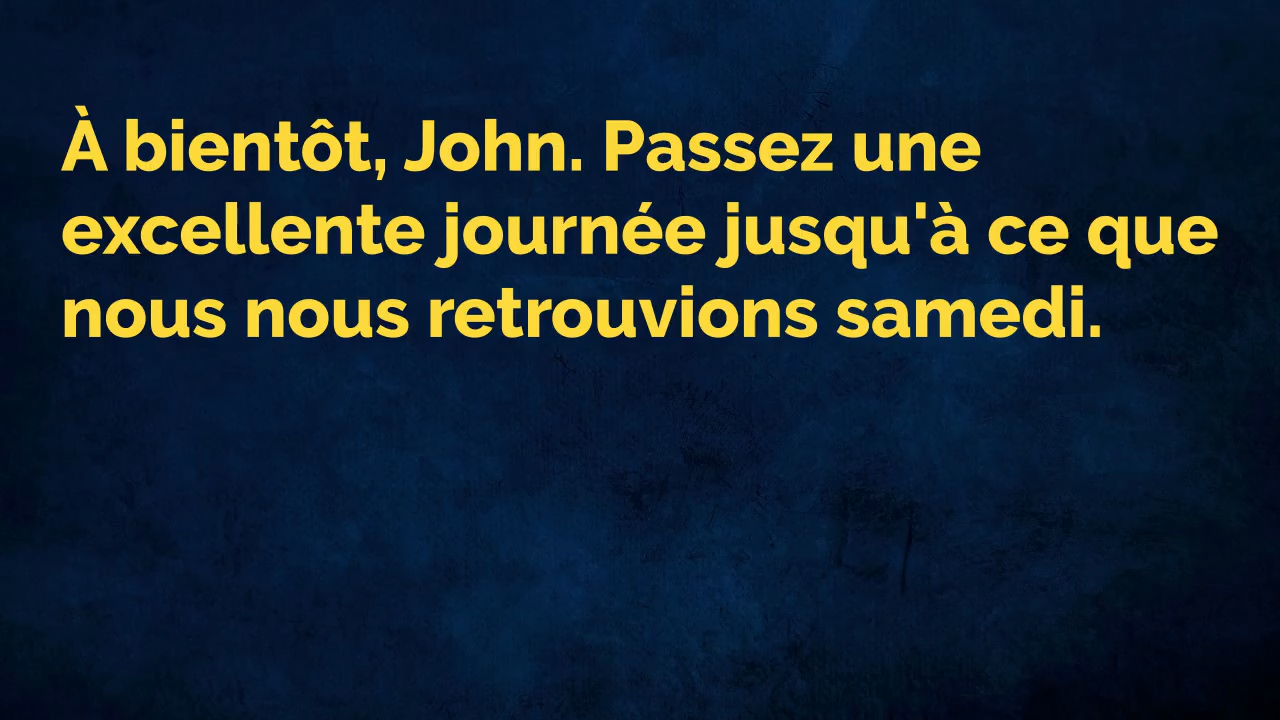 À bientôt, John. Passez une
excellente journée jusqu'à ce que
nous nous retrouvions samedi.